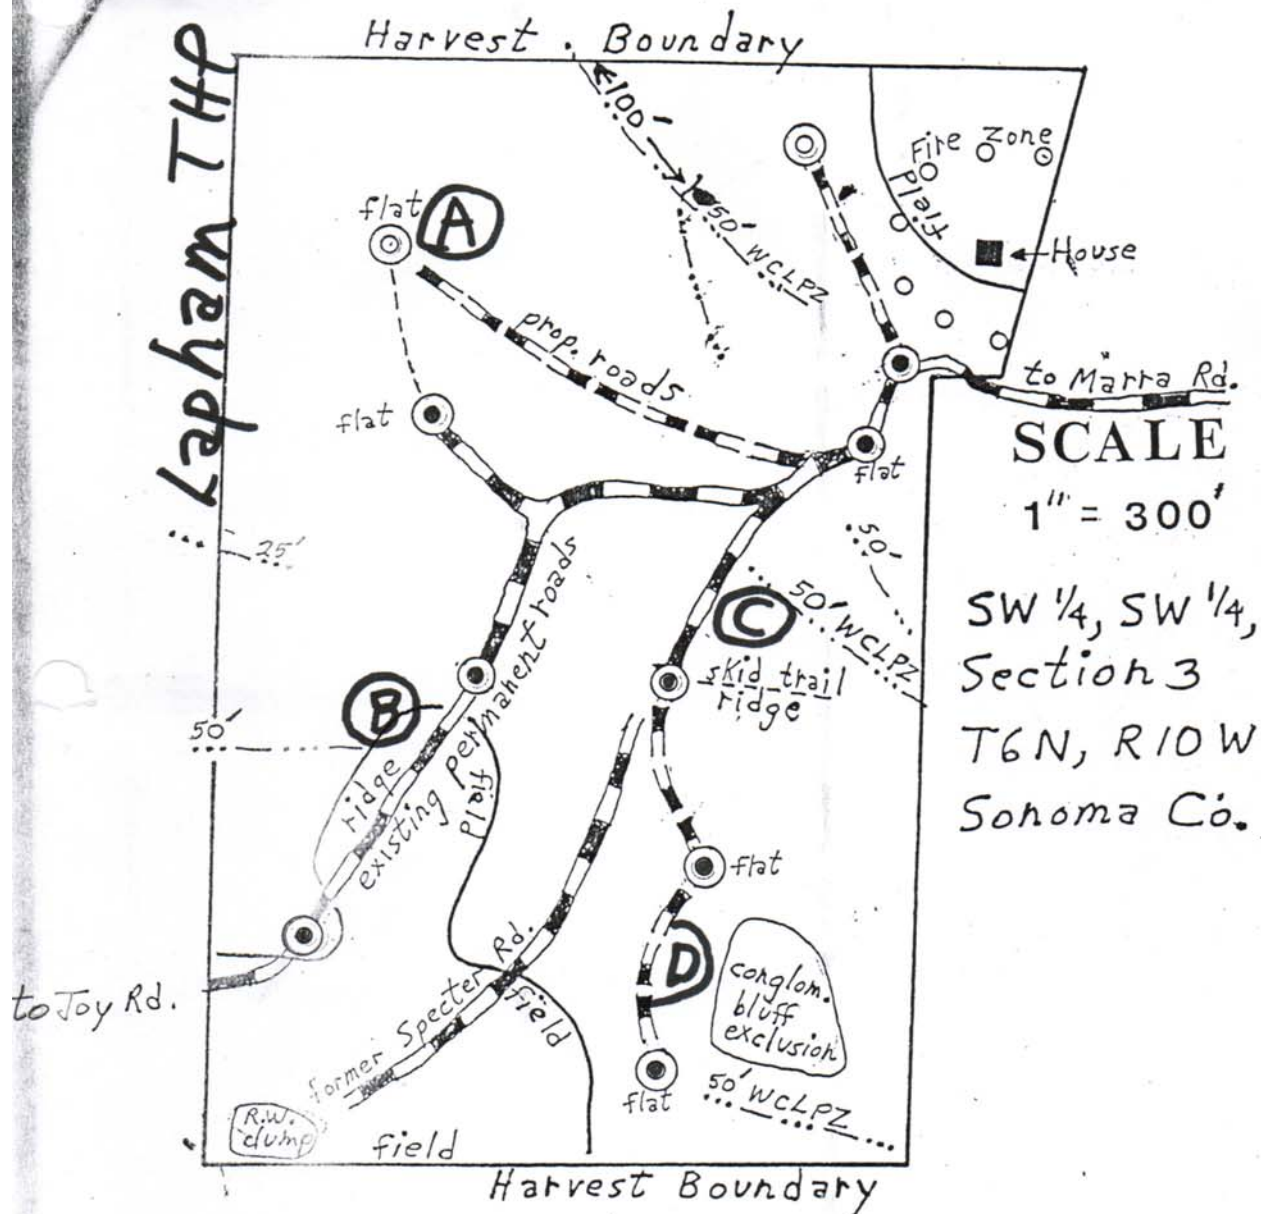 Harvest . Boundary
Lapham THP
100'
Fire Zone
Plait
flat
A
50' WCLPZ
House
prop. roads
to Marra Rd.
flat
flat
SCALE
1" = 300'
25'
50'
50' WCLPZ
C
SW 1/4, SW 1/4,
Section 3
T6N, R10W
Sonoma Co.
skid trail
ridge
existing permanent roads
B
50'
ridge
field
flat
D
conglom.
bluff
exclusion
to Joy Rd.
former Specter Rd.
field
flat
50' WCLPZ
R.W.
clump
field
Harvest Boundary